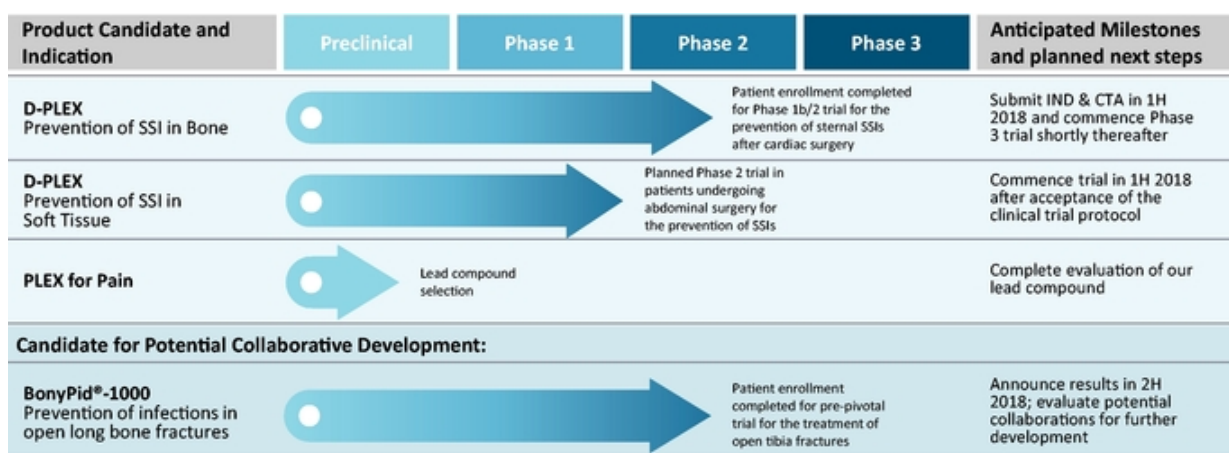 Product Candidate and
Indication
Preclinical
Phase 1
Phase 2
Phase 3
Anticipated Milestones
and planned next steps
D-PLEX
Prevention of SSI in Bone
Patient enrollment completed
for Phase 1b/2 trial for the
prevention of sternal SSIs
after cardiac surgery
Submit IND & CTA in 1H
2018 and commence Phase
3 trial shortly thereafter
D-PLEX
Prevention of SSI in
Soft Tissue
Planned Phase 2 trial in
patients undergoing
abdominal surgery for
the prevention of SSIs
Commence trial in 1H 2018
after acceptance of the
clinical trial protocol
PLEX for Pain
Lead compound
selection
Complete evaluation of our
lead compound
Candidate for Potential Collaborative Development:
BonyPid®-1000
Prevention of infections in
open long bone fractures
Patient enrollment
completed for pre-pivotal
trial for the treatment of
open tibia fractures
Announce results in 2H
2018; evaluate potential
collaborations for further
development